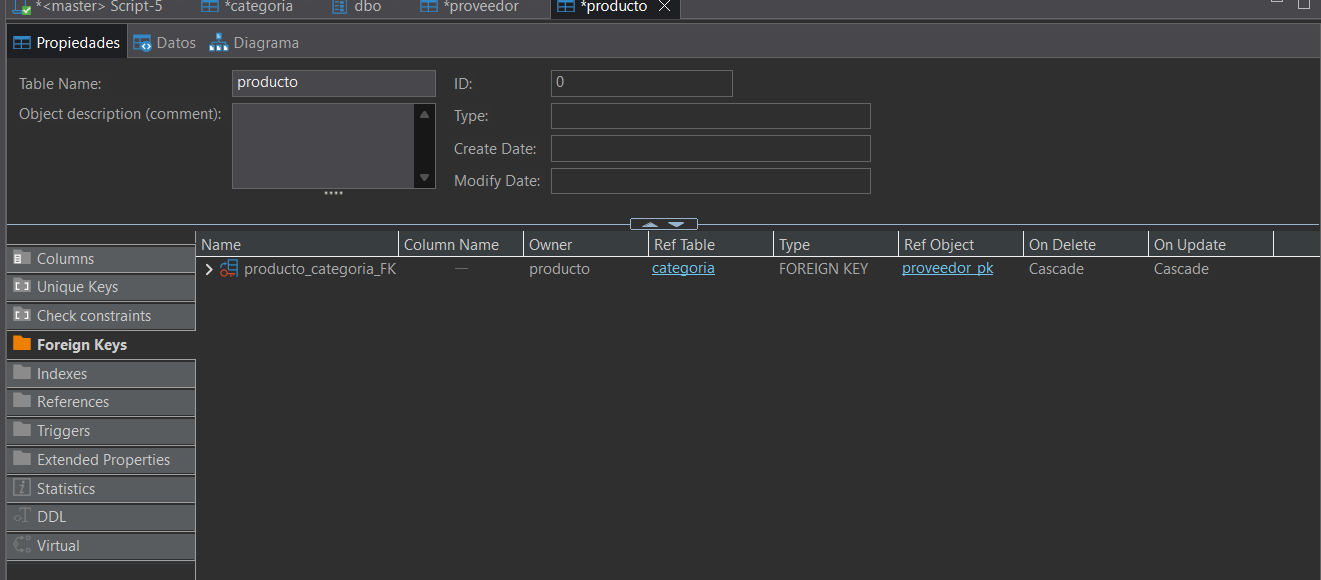 *<master> Script-5 *categoria dbo *proveedor *producto
Propiedades Datos Diagrama
Table Name: producto ID: 0
Object description (comment): Type:
Create Date:
Modify Date:
Name Column Name Owner Ref Table Type Ref Object On Delete On Update
producto_categoria_FK — producto categoria FOREIGN KEY proveedor_pk Cascade Cascade
Columns
Unique Keys
Check constraints
Foreign Keys
Indexes
References
Triggers
Extended Properties
Statistics
DDL
Virtual